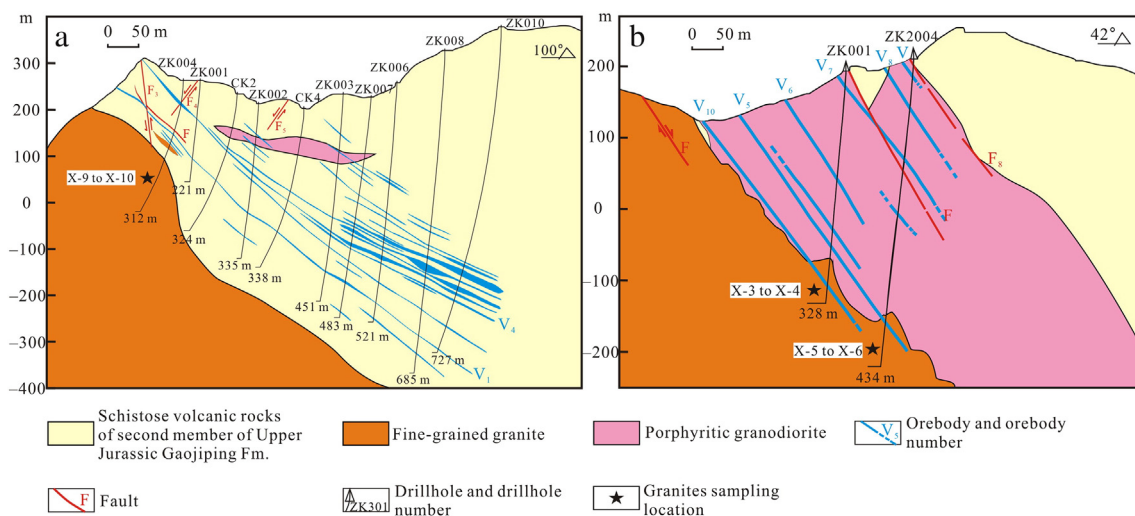 m
a
50 m
ZK004
ZK001
CK2
ZK002
CK4
ZK003
ZK007
ZK006
ZK008
ZK010
100°
300
200
100
0
−100
−200
−300
−400
F3
F4
F
F5
X-9 to X-10
312 m
221 m
324 m
335 m
338 m
451 m
483 m
521 m
685 m
727 m
V4
V1
m
b
50 m
ZK001
ZK2004
42°
200
100
0
−100
−200
F
V10
V5
V6
V7
V8
V
F8
F
X-3 to X-4
328 m
X-5 to X-6
434 m
Schistose volcanic rocks
of second member of Upper
Jurassic Gaojiping Fm.
Fine-grained granite
Porphyritic granodiorite
V5
Orebody and orebody
number
F
Fault
ZK301
Drillhole and drillhole
number
Granites sampling
location